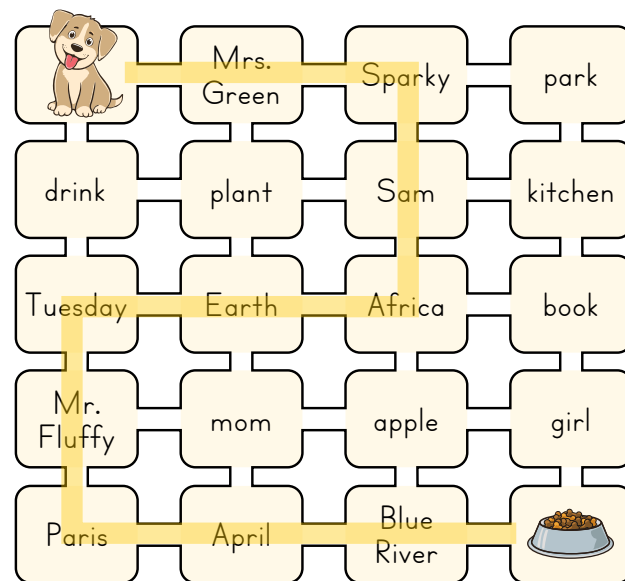 Mrs.
Green
Sparky
park
drink
plant
Sam
kitchen
Tuesday
Earth
Africa
book
Mr.
Fluffy
mom
apple
girl
Paris
April
Blue
River